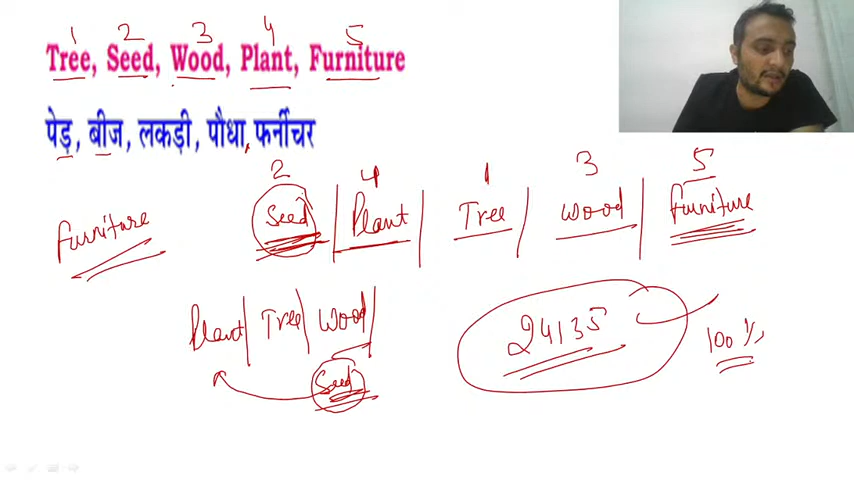 1 2 3 4 5
Tree, Seed, Wood, Plant, Furniture
पेड़, बीज, लकड़ी, पौधा, फर्नीचर
2 4 1 3 5
Furniture Seed | Plant | Tree | Wood | Furniture
Plant | Tree | Wood |
Seed
24135
100 %